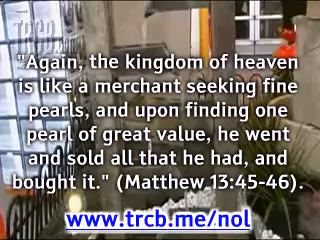 TRCB
"Again, the kingdom of heaven
is like a merchant seeking fine
pearls, and upon finding one
pearl of great value, he went
and sold all that he had, and
bought it." (Matthew 13:45-46).
www.trcb.me/nol